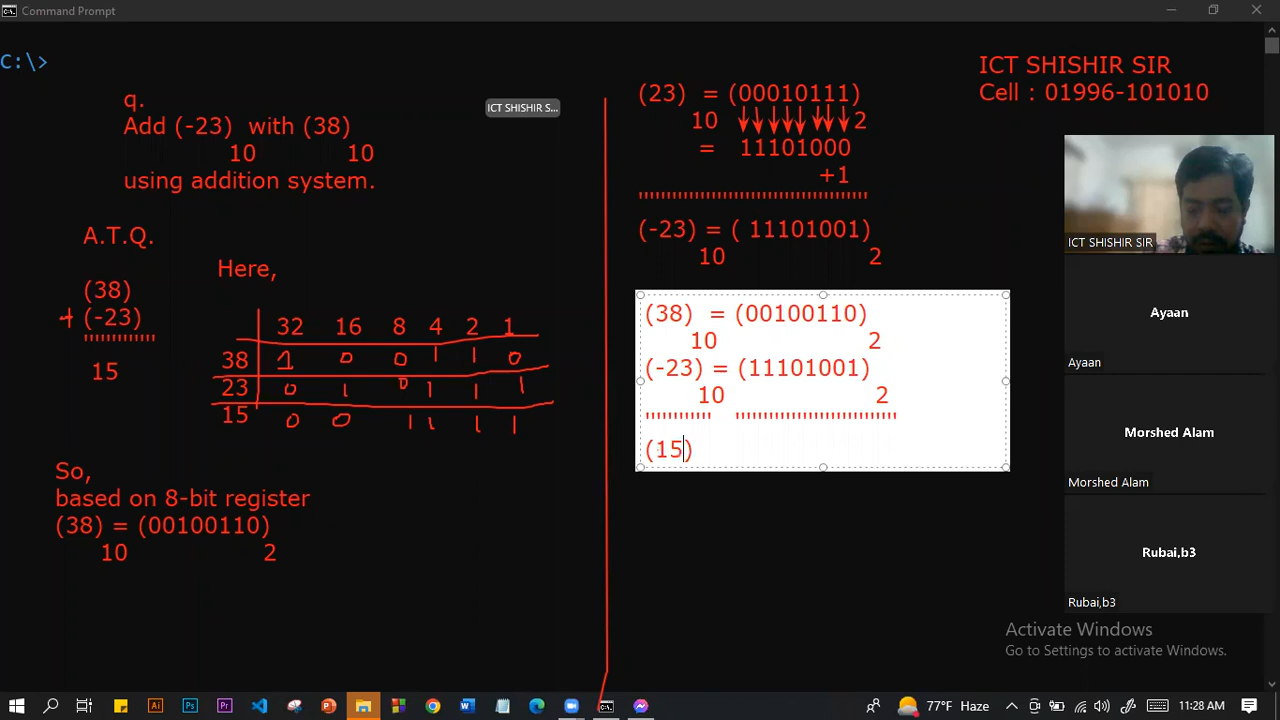 Command Prompt
C:\>
q.
Add (-23) with (38)
10 10
using addition system.
A.T.Q.
(38)
+ (-23)
''''''''''''''
15
Here,
32 16 8 4 2 1
38 1 0 0 1 1 0
23 0 1 0 1 1 1
15 0 0 1 1 1 1
So,
based on 8-bit register
(38) = (00100110)
10 2
ICT SHISHIR S...
(23) = (00010111)
10 2
= 11101000
+1
''''''''''''''''''''''''''''''''''''''''''
(-23) = ( 11101001)
10 2
(38) = (00100110)
10 2
(-23) = (11101001)
10 2
'''''''''''' '''''''''''''''''''''''''''''
(15)
ICT SHISHIR SIR
Cell : 01996-101010
ICT SHISHIR SIR
Ayaan
Ayaan
Morshed Alam
Morshed Alam
Rubai,b3
Rubai,b3
Activate Windows
Go to Settings to activate Windows.
77°F Haze
11:28 AM